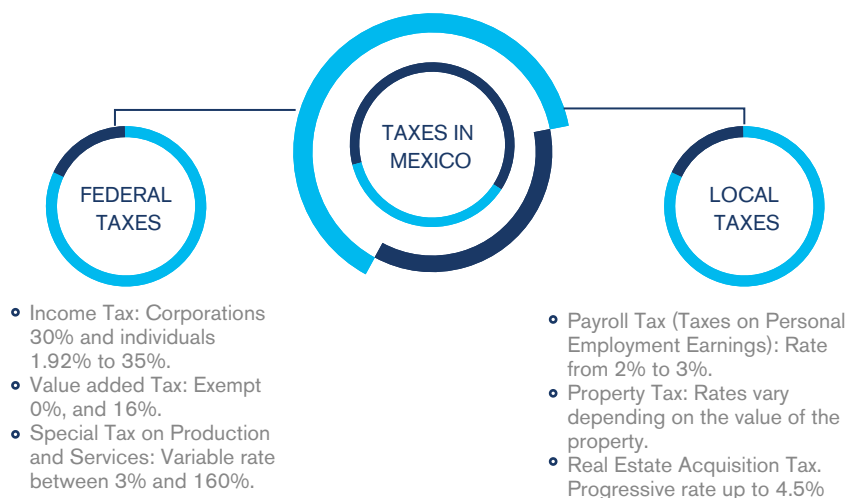 TAXES IN
MEXICO
FEDERAL
TAXES
Income Tax: Corporations
30% and individuals
1.92% to 35%.
Value added Tax: Exempt
0%, and 16%.
Special Tax on Production
and Services: Variable rate
between 3% and 160%.
LOCAL
TAXES
Payroll Tax (Taxes on Personal
Employment Earnings): Rate
from 2% to 3%.
Property Tax: Rates vary
depending on the value of the
property.
Real Estate Acquisition Tax.
Progressive rate up to 4.5%